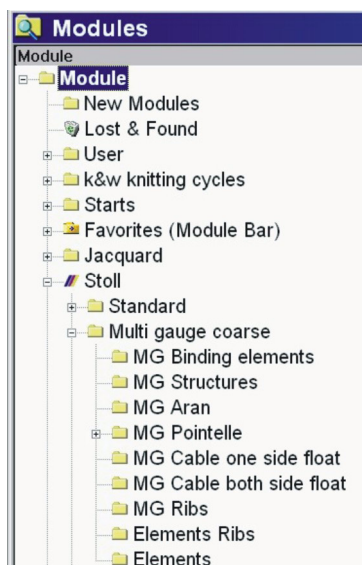 Modules
Module
Module
New Modules
Lost & Found
User
k&w knitting cycles
Starts
Favorites (Module Bar)
Jacquard
Stoll
Standard
Multi gauge coarse
MG Binding elements
MG Structures
MG Aran
MG Pointelle
MG Cable one side float
MG Cable both side float
MG Ribs
Elements Ribs
Elements